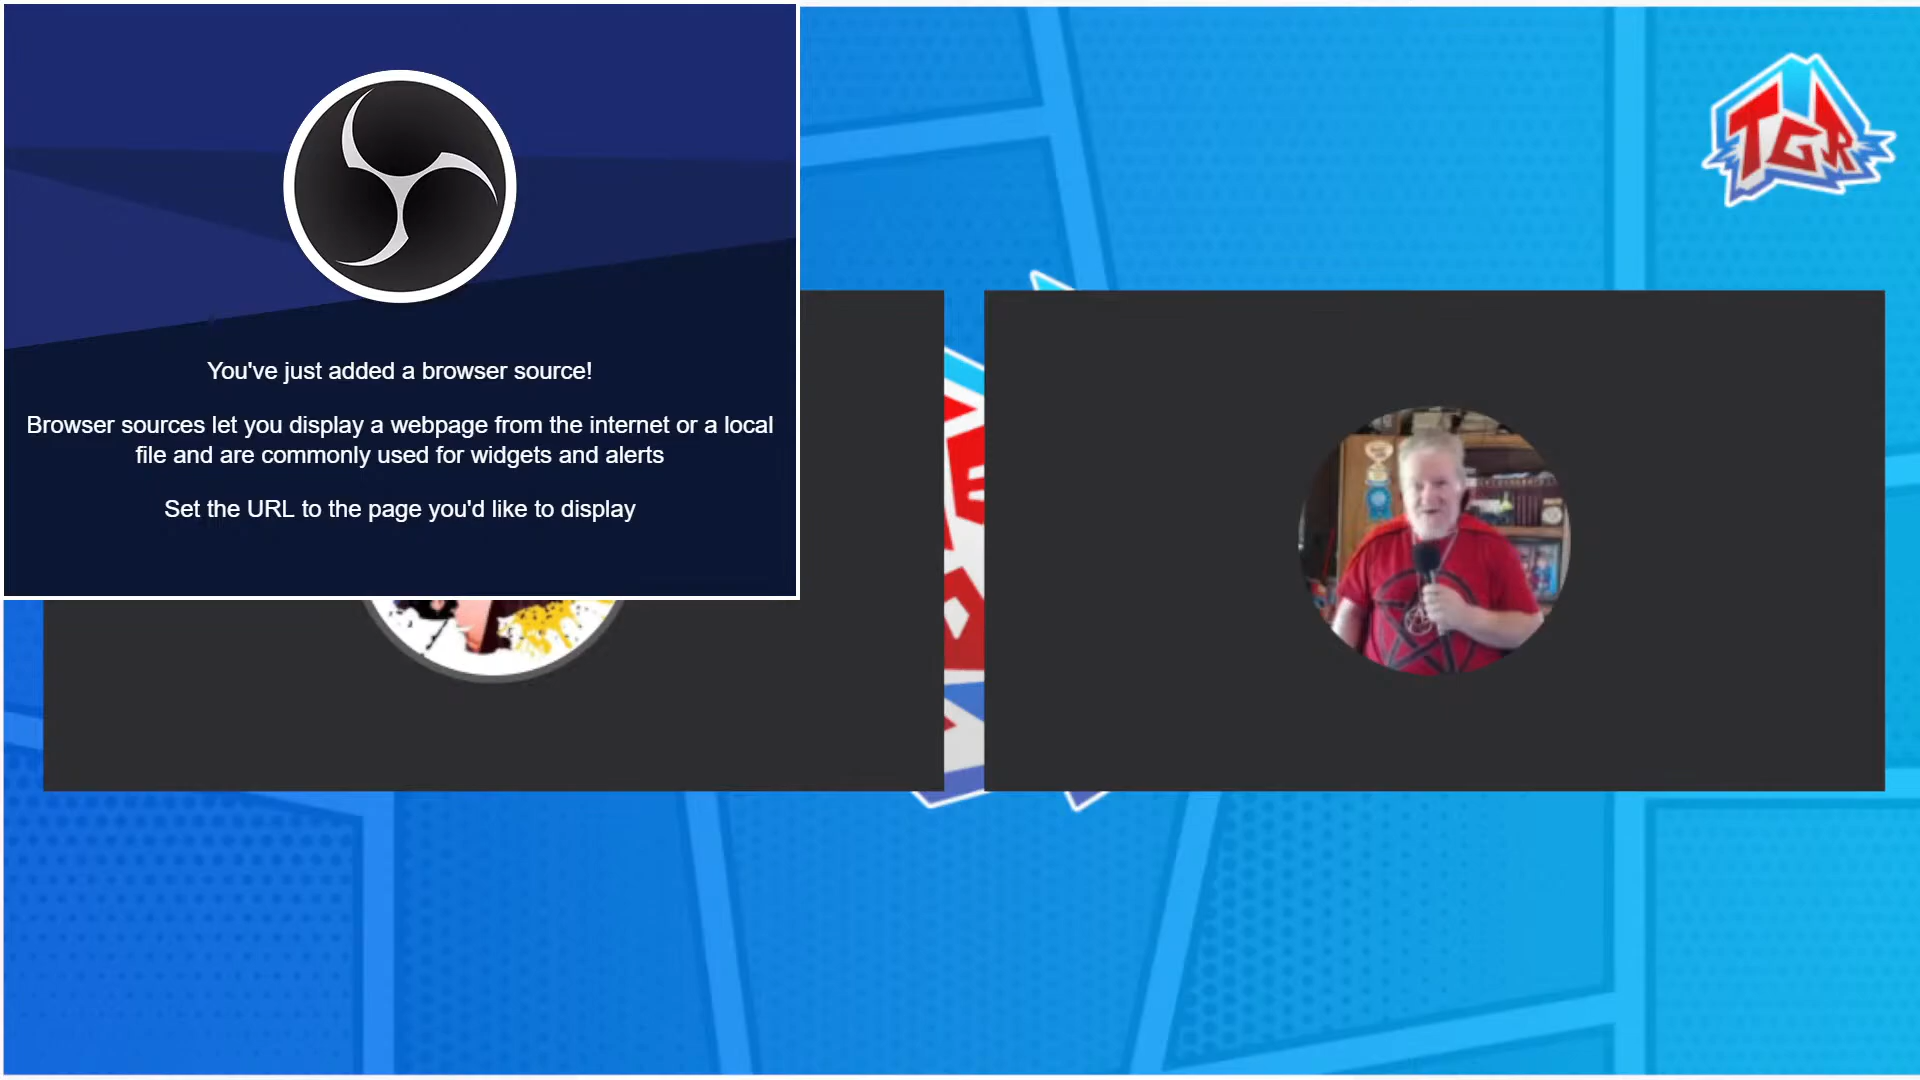 TGR
You've just added a browser source!
Browser sources let you display a webpage from the internet or a local
file and are commonly used for widgets and alerts
Set the URL to the page you'd like to display